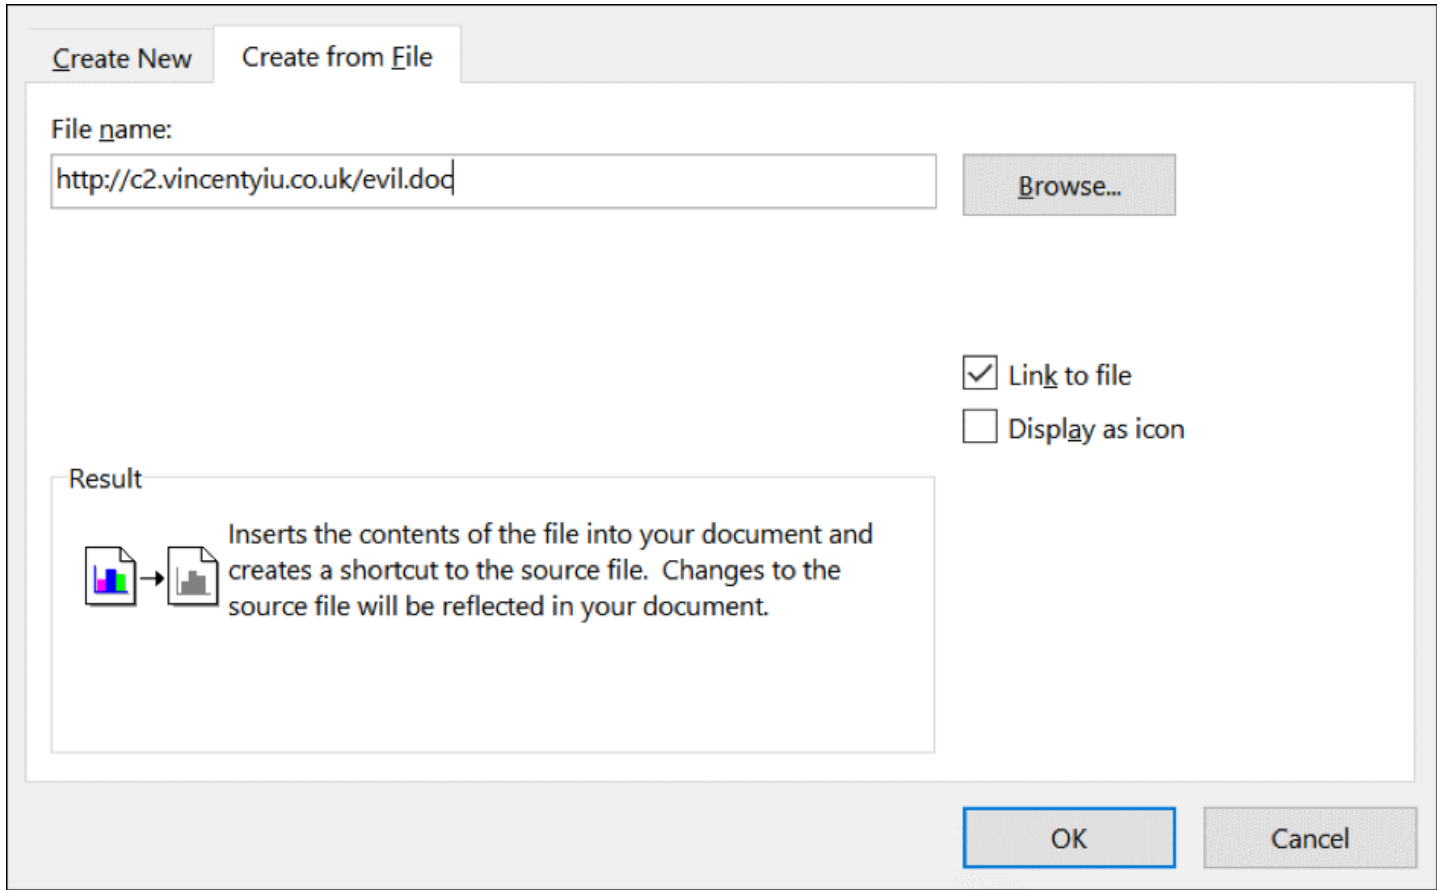 Create New
Create from File
File name:
http://c2.vincentyiu.co.uk/evil.doc
Browse...
Link to file
Display as icon
Result
Inserts the contents of the file into your document and
creates a shortcut to the source file.  Changes to the
source file will be reflected in your document.
OK
Cancel